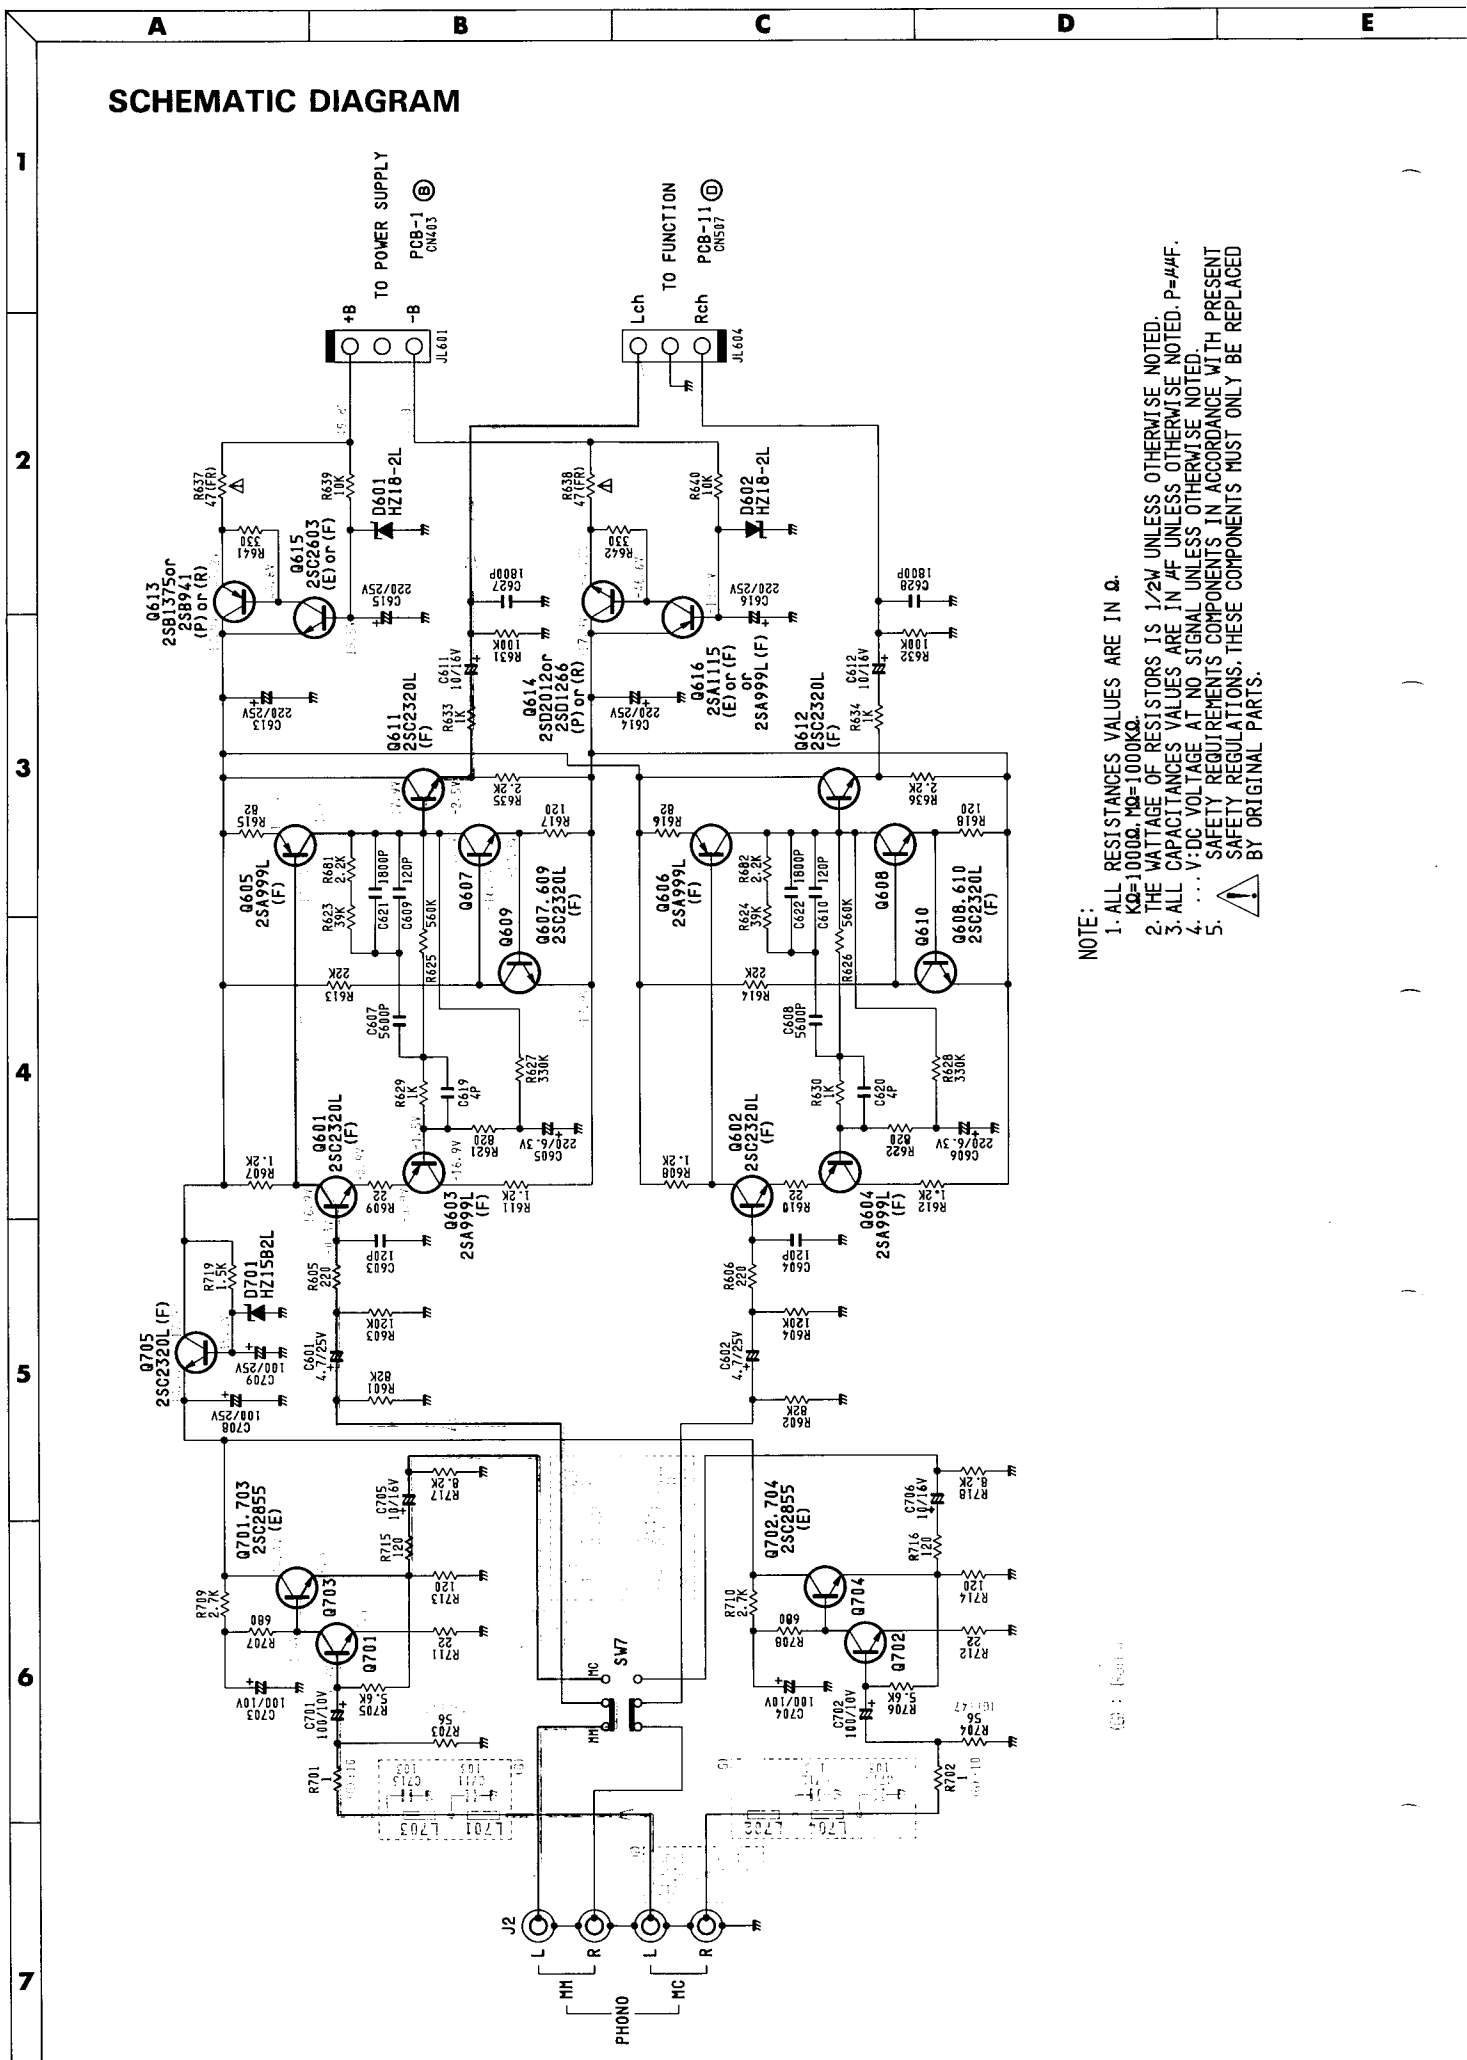 A B C D E
SCHEMATIC DIAGRAM
1
2
3
4
5
6
7
TO POWER SUPPLY
PCB-1 Ⓑ
CN403
+B
-B
JL601
TO FUNCTION
PCB-11 Ⓓ
CN507
Lch
Rch
JL604
R637
47(FR)
R639
10K
D601
HZ18-2L
R638
47(FR)
R640
10K
D602
HZ18-2L
Q613
2SB1375or
2SB941
(P)or(R)
330
R641
Q615
2SC2603
(E)or(F)
220/25V
C615
1800P
C627
330
R642
220/25V
C616
1800P
C628
220/25V
C613
Q611
2SC2320L
(F)
R633
1K
C611
10/16V
100K
R631
Q614
2SD2012or
2SD1266
(P)or(R)
220/25V
C614
Q616
2SA1115
(E)or(F)
or
2SA999L(F)
Q612
2SC2320L
(F)
R634
1K
C612
10/16V
100K
R632
82
R615
2.2K
R635
120
R617
82
R616
2.2K
R636
120
R618
Q605
2SA999L
(F)
R681
2.2K
R623
39K
1800P
C621
120P
C609
560K
R625
Q607
Q609
Q607.609
2SC2320L
(F)
Q606
2SA999L
(F)
R682
2.2K
R624
39K
1800P
C622
120P
C610
560K
R626
Q608
Q610
Q608.610
2SC2320L
(F)
22K
R613
22K
R614
C607
5600P
R629
1K
C619
4P
R627
330K
C608
5600P
R630
1K
C620
4P
R628
330K
1.2K
R607
Q601
2SC2320L
(F)
22
R609
820
R621
220/6.3V
C605
-16.9V
Q603
2SA999L
(F)
1.2K
R611
1.2K
R608
Q602
2SC2320L
(F)
22
R610
820
R622
220/6.3V
C606
Q604
2SA999L
(F)
1.2K
R612
Q705
2SC2320L(F)
R719
1.5K
D701
HZ15B2L
100/25V
C709
100/25V
C708
R605
220
120P
C603
120K
R603
C601
4.7/25V
82K
R601
R606
220
120P
C604
120K
R604
C602
4.7/25V
82K
R602
Q701.703
2SC2855
(E)
C705
10/16V
8.2K
R717
R715
120
Q702.704
2SC2855
(E)
C706
10/16V
8.2K
R718
R716
120
R709
2.7K
680
R707
Q703
Q701
120
R713
22
R711
100/10V
C703
C701
100/10V
5.6K
R705
56
R703
R701
1
R710
2.7K
680
R708
Q704
Q702
120
R714
22
R712
100/10V
C704
C702
100/10V
5.6K
R706
56
R704
R702
1
SW7
MC
MM
L703
L701
L702
L704
J2
L
R
L
R
MM
MC
PHONO
NOTE:
1. ALL RESISTANCES VALUES ARE IN Ω.
KΩ=1000Ω,MΩ=1000KΩ.
2. THE WATTAGE OF RESISTORS IS 1/2W UNLESS OTHERWISE NOTED.
3. ALL CAPACITANCES VALUES ARE IN μF UNLESS OTHERWISE NOTED.P=μμF.
4. ...V:DC VOLTAGE AT NO SIGNAL UNLESS OTHERWISE NOTED.
5. SAFETY REQUIREMENTS COMPONENTS IN ACCORDANCE WITH PRESENT
SAFETY REGULATIONS,THESE COMPONENTS MUST ONLY BE REPLACED
BY ORIGINAL PARTS.